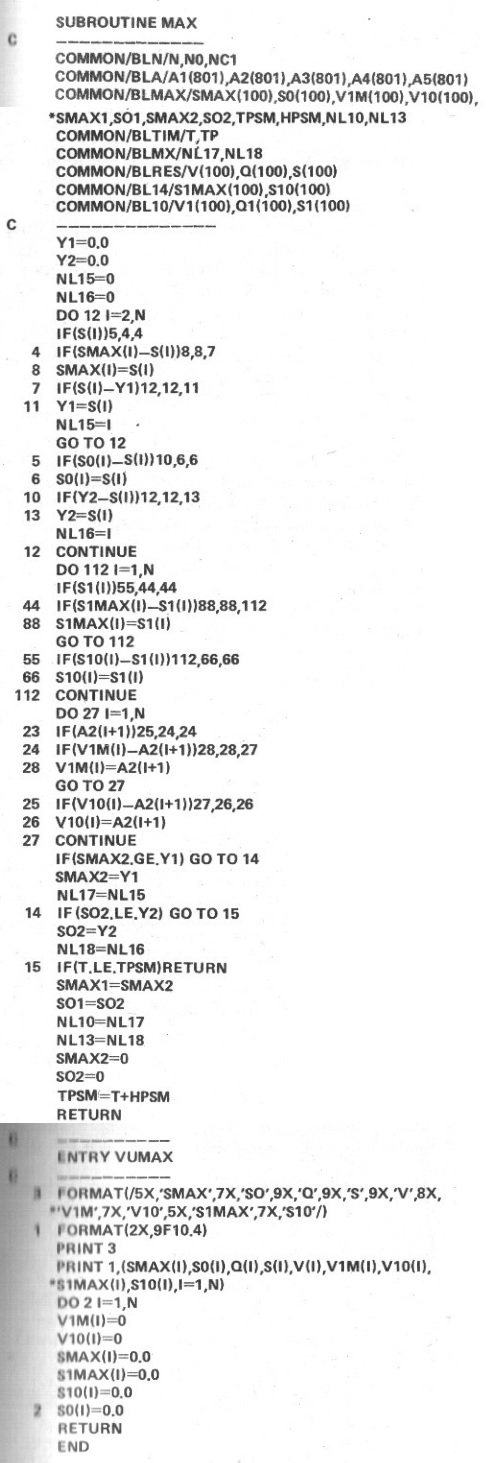 SUBROUTINE MAX
C ---------------
COMMON/BLN/N,N0,NC1
COMMON/BLA/A1(801),A2(801),A3(801),A4(801),A5(801)
COMMON/BLMAX/SMAX(100),S0(100),V1M(100),V10(100),
*SMAX1,SO1,SMAX2,SO2,TPSM,HPSM,NL10,NL13
COMMON/BLTIM/T,TP
COMMON/BLMX/NL17,NL18
COMMON/BLRES/V(100),Q(100),S(100)
COMMON/BL14/S1MAX(100),S10(100)
COMMON/BL10/V1(100),Q1(100),S1(100)
C ---------------
Y1=0.0
Y2=0.0
NL15=0
NL16=0
DO 12 I=2,N
IF(S(I))5,4,4
4 IF(SMAX(I)—S(I))8,8,7
8 SMAX(I)=S(I)
7 IF(S(I)—Y1)12,12,11
11 Y1=S(I)
NL15=I
GO TO 12
5 IF(S0(I)—S(I))10,6,6
6 S0(I)=S(I)
10 IF(Y2—S(I))12,12,13
13 Y2=S(I)
NL16=I
12 CONTINUE
DO 112 I=1,N
IF(S1(I))55,44,44
44 IF(S1MAX(I)—S1(I))88,88,112
88 S1MAX(I)=S1(I)
GO TO 112
55 IF(S10(I)—S1(I))112,66,66
66 S10(I)=S1(I)
112 CONTINUE
DO 27 I=1,N
23 IF(A2(I+1))25,24,24
24 IF(V1M(I)—A2(I+1))28,28,27
28 V1M(I)=A2(I+1)
GO TO 27
25 IF(V10(I)—A2(I+1))27,26,26
26 V10(I)=A2(I+1)
27 CONTINUE
IF(SMAX2.GE.Y1) GO TO 14
SMAX2=Y1
NL17=NL15
14 IF(SO2.LE.Y2) GO TO 15
SO2=Y2
NL18=NL16
15 IF(T.LE.TPSM)RETURN
SMAX1=SMAX2
SO1=SO2
NL10=NL17
NL13=NL18
SMAX2=0
SO2=0
TPSM=T+HPSM
RETURN
C -----------
ENTRY VUMAX
C -----------
3 FORMAT(/5X,'SMAX',7X,'SO',9X,'Q',9X,'S',9X,'V',8X,
*'V1M',7X,'V10',5X,'S1MAX',7X,'S10'/)
1 FORMAT(2X,9F10.4)
PRINT 3
PRINT 1,(SMAX(I),S0(I),Q(I),S(I),V(I),V1M(I),V10(I),
*S1MAX(I),S10(I),I=1,N)
DO 2 I=1,N
V1M(I)=0
V10(I)=0
SMAX(I)=0.0
S1MAX(I)=0.0
S10(I)=0.0
2 S0(I)=0.0
RETURN
END